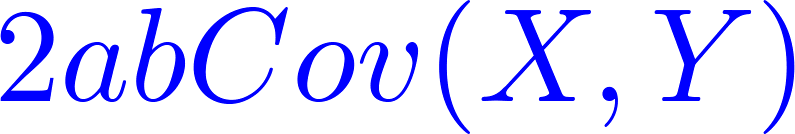 2abCov(X, Y)